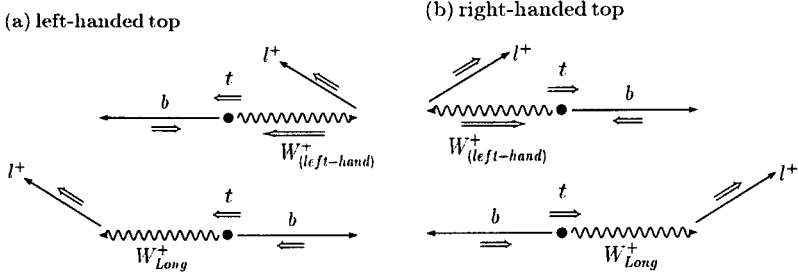 (a) left-handed top
(b) right-handed top
l+
t
b
W+(left-hand)
l+
t
b
W+(left-hand)
l+
t
b
W+Long
l+
t
b
W+Long